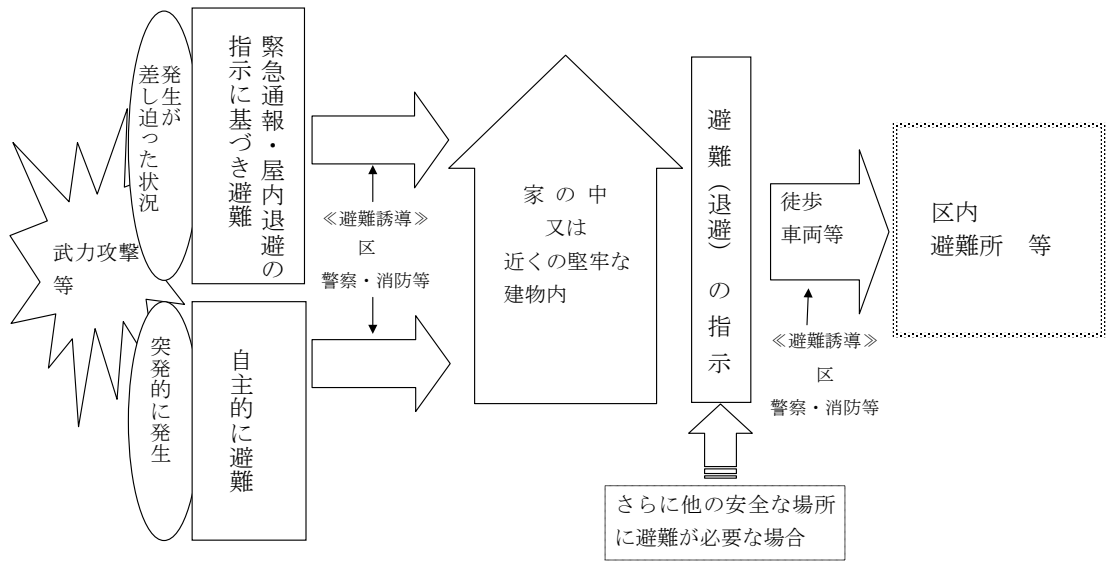 武力攻撃
等
発生が
差し迫った状況
緊急通報・屋内退避の
指示に基づき避難
突発的に発生
自主的に避難
≪避難誘導≫
区
警察・消防等
家の中
又は
近くの堅牢な
建物内
避難(退避)の指示
さらに他の安全な場所
に避難が必要な場合
徒歩
車両等
≪避難誘導≫
区
警察・消防等
区内
避難所　等